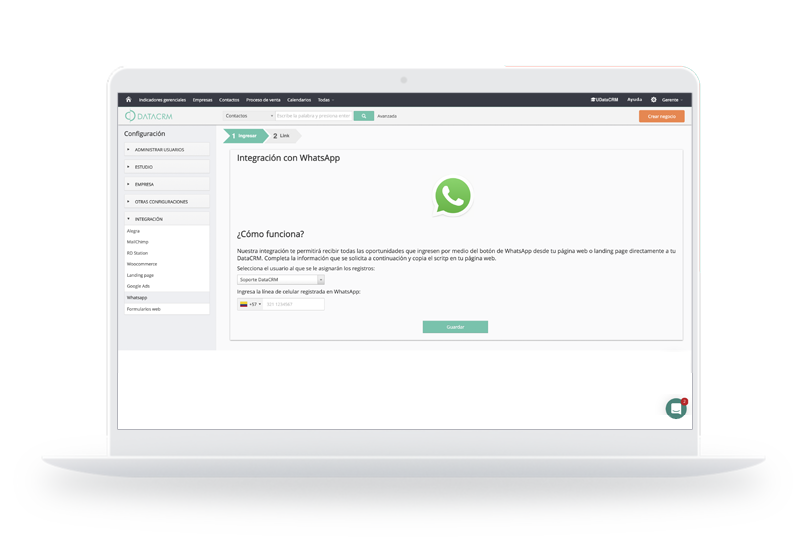 Indicadores gerenciales Empresas Contactos Proceso de venta Calendarios Todas
UDataCRM Ayuda Gerente
DATACRM
Contactos Escribe la palabra y presiona enter Avanzada
Crear negocio
Configuración
1 Ingresar 2 Link
ADMINISTRAR USUARIOS
ESTUDIO
EMPRESA
OTRAS CONFIGURACIONES
INTEGRACIÓN
Alegra
MailChimp
RD Station
Woocommerce
Landing page
Google Ads
Whatsapp
Formularios web
Integración con WhatsApp
¿Cómo funciona?
Nuestra integración te permitirá recibir todas las oportunidades que ingresen por medio del botón de WhatsApp desde tu página web o landing page directamente a tu
DataCRM. Completa la información que se solicita a continuación y copia el scritp en tu página web.
Selecciona el usuario al que se le asignarán los registros:
Soporte DataCRM
Ingresa la línea de celular registrada en WhatsApp:
+57 321 1234567
Guardar